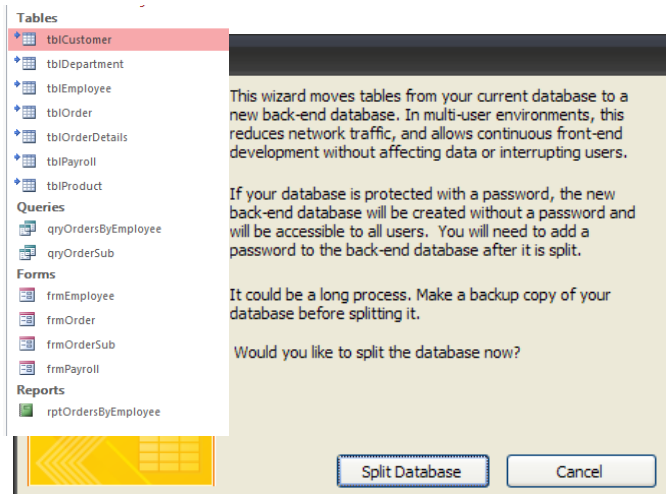 Tables
tblCustomer
tblDepartment
tblEmployee
tblOrder
tblOrderDetails
tblPayroll
tblProduct
Queries
qryOrdersByEmployee
qryOrderSub
Forms
frmEmployee
frmOrder
frmOrderSub
frmPayroll
Reports
rptOrdersByEmployee
This wizard moves tables from your current database to a
new back-end database. In multi-user environments, this
reduces network traffic, and allows continuous front-end
development without affecting data or interrupting users.
If your database is protected with a password, the new
back-end database will be created without a password and
will be accessible to all users. You will need to add a
password to the back-end database after it is split.
It could be a long process. Make a backup copy of your
database before splitting it.
Would you like to split the database now?
Split Database
Cancel